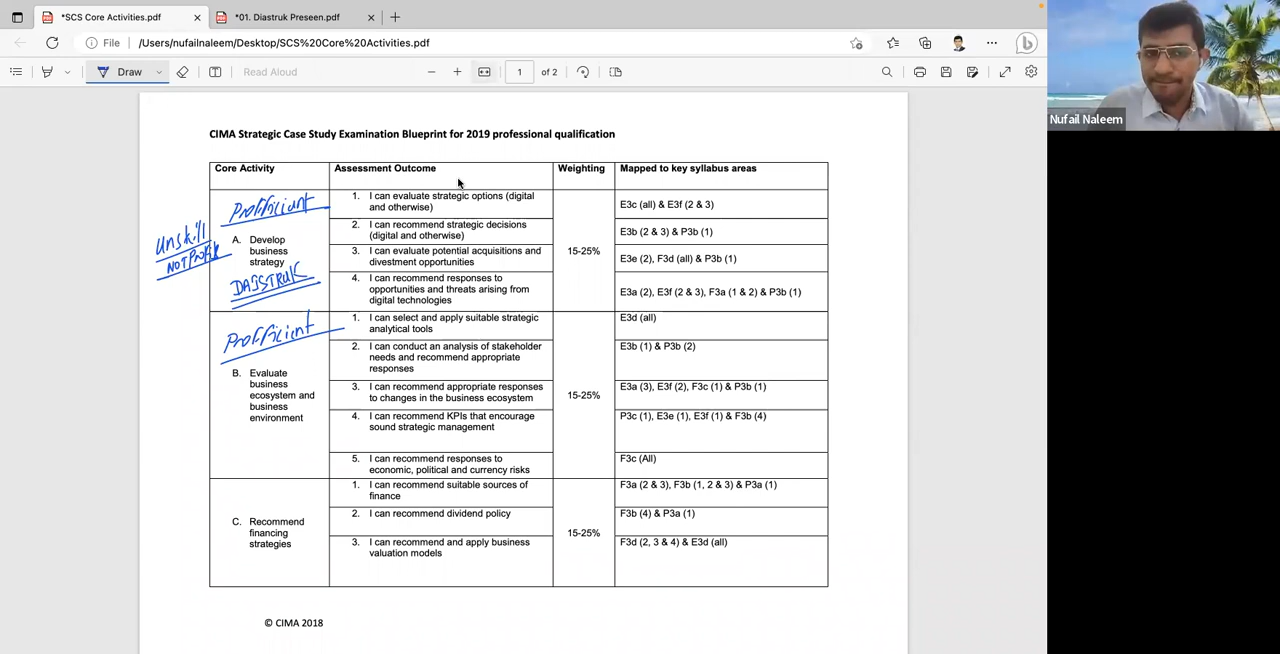 *SCS Core Activities.pdf
*01. Diastruk Preseen.pdf
File
/Users/nufailnaleem/Desktop/SCS%20Core%20Activities.pdf
Draw
Read Aloud
1 of 2
Nufail Naleem
CIMA Strategic Case Study Examination Blueprint for 2019 professional qualification
Core Activity Assessment Outcome Weighting Mapped to key syllabus areas
Proficiant
Unskill
NOT Profik
A. Develop
business
strategy
DAISTRUK
1. I can evaluate strategic options (digital
and otherwise)
E3c (all) & E3f (2 & 3)
2. I can recommend strategic decisions
(digital and otherwise)
E3b (2 & 3) & P3b (1)
3. I can evaluate potential acquisitions and
divestment opportunities
15-25%
E3e (2), F3d (all) & P3b (1)
4. I can recommend responses to
opportunities and threats arising from
digital technologies
E3a (2), E3f (2 & 3), F3a (1 & 2) & P3b (1)
Profficient
B. Evaluate
business
ecosystem and
business
environment
1. I can select and apply suitable strategic
analytical tools
E3d (all)
2. I can conduct an analysis of stakeholder
needs and recommend appropriate
responses
E3b (1) & P3b (2)
3. I can recommend appropriate responses
to changes in the business ecosystem
15-25%
E3a (3), E3f (2), F3c (1) & P3b (1)
4. I can recommend KPIs that encourage
sound strategic management
P3c (1), E3e (1), E3f (1) & F3b (4)
5. I can recommend responses to
economic, political and currency risks
F3c (All)
C. Recommend
financing
strategies
1. I can recommend suitable sources of
finance
F3a (2 & 3), F3b (1, 2 & 3) & P3a (1)
2. I can recommend dividend policy
15-25%
F3b (4) & P3a (1)
3. I can recommend and apply business
valuation models
F3d (2, 3 & 4) & E3d (all)
© CIMA 2018